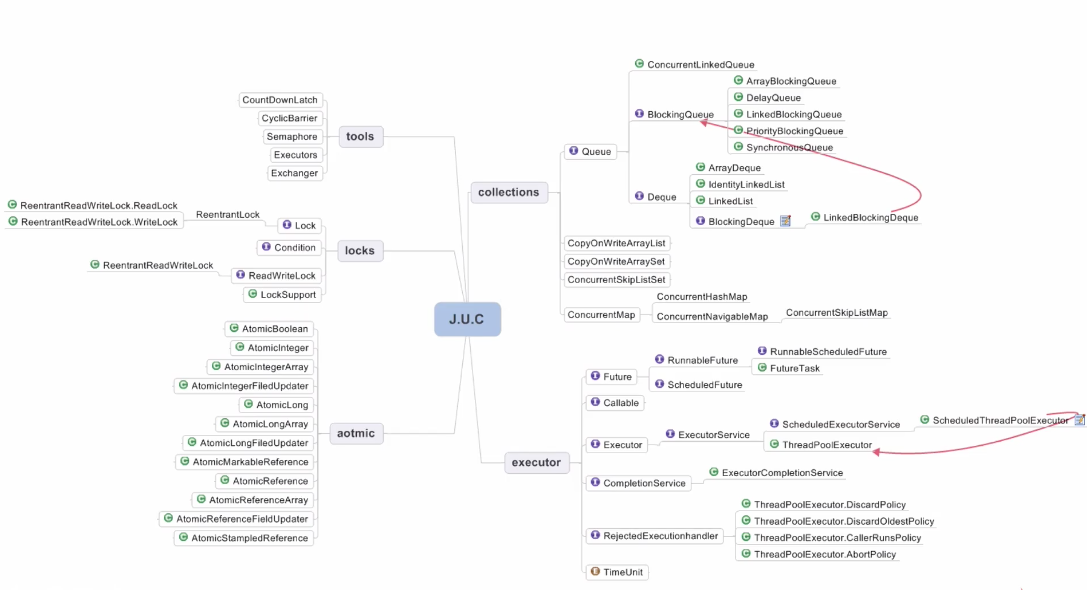 J.U.C
tools
CountDownLatch
CyclicBarrier
Semaphore
Executors
Exchanger
locks
Lock
ReentrantLock
ReentrantReadWriteLock.ReadLock
ReentrantReadWriteLock.WriteLock
Condition
ReadWriteLock
ReentrantReadWriteLock
LockSupport
aotmic
AtomicBoolean
AtomicInteger
AtomicIntegerArray
AtomicIntegerFiledUpdater
AtomicLong
AtomicLongArray
AtomicLongFiledUpdater
AtomicMarkableReference
AtomicReference
AtomicReferenceArray
AtomicReferenceFieldUpdater
AtomicStampledReference
collections
Queue
ConcurrentLinkedQueue
BlockingQueue
ArrayBlockingQueue
DelayQueue
LinkedBlockingQueue
PriorityBlockingQueue
SynchronousQueue
Deque
ArrayDeque
IdentityLinkedList
LinkedList
BlockingDeque
LinkedBlockingDeque
CopyOnWriteArrayList
CopyOnWriteArraySet
ConcurrentSkipListSet
ConcurrentMap
ConcurrentHashMap
ConcurrentNavigableMap
ConcurrentSkipListMap
executor
Future
RunnableFuture
RunnableScheduledFuture
FutureTask
ScheduledFuture
Callable
Executor
ExecutorService
ScheduledExecutorService
ScheduledThreadPoolExecutor
ThreadPoolExecutor
CompletionService
ExecutorCompletionService
RejectedExecutionhandler
ThreadPoolExecutor.DiscardPolicy
ThreadPoolExecutor.DiscardOldestPolicy
ThreadPoolExecutor.CallerRunsPolicy
ThreadPoolExecutor.AbortPolicy
TimeUnit